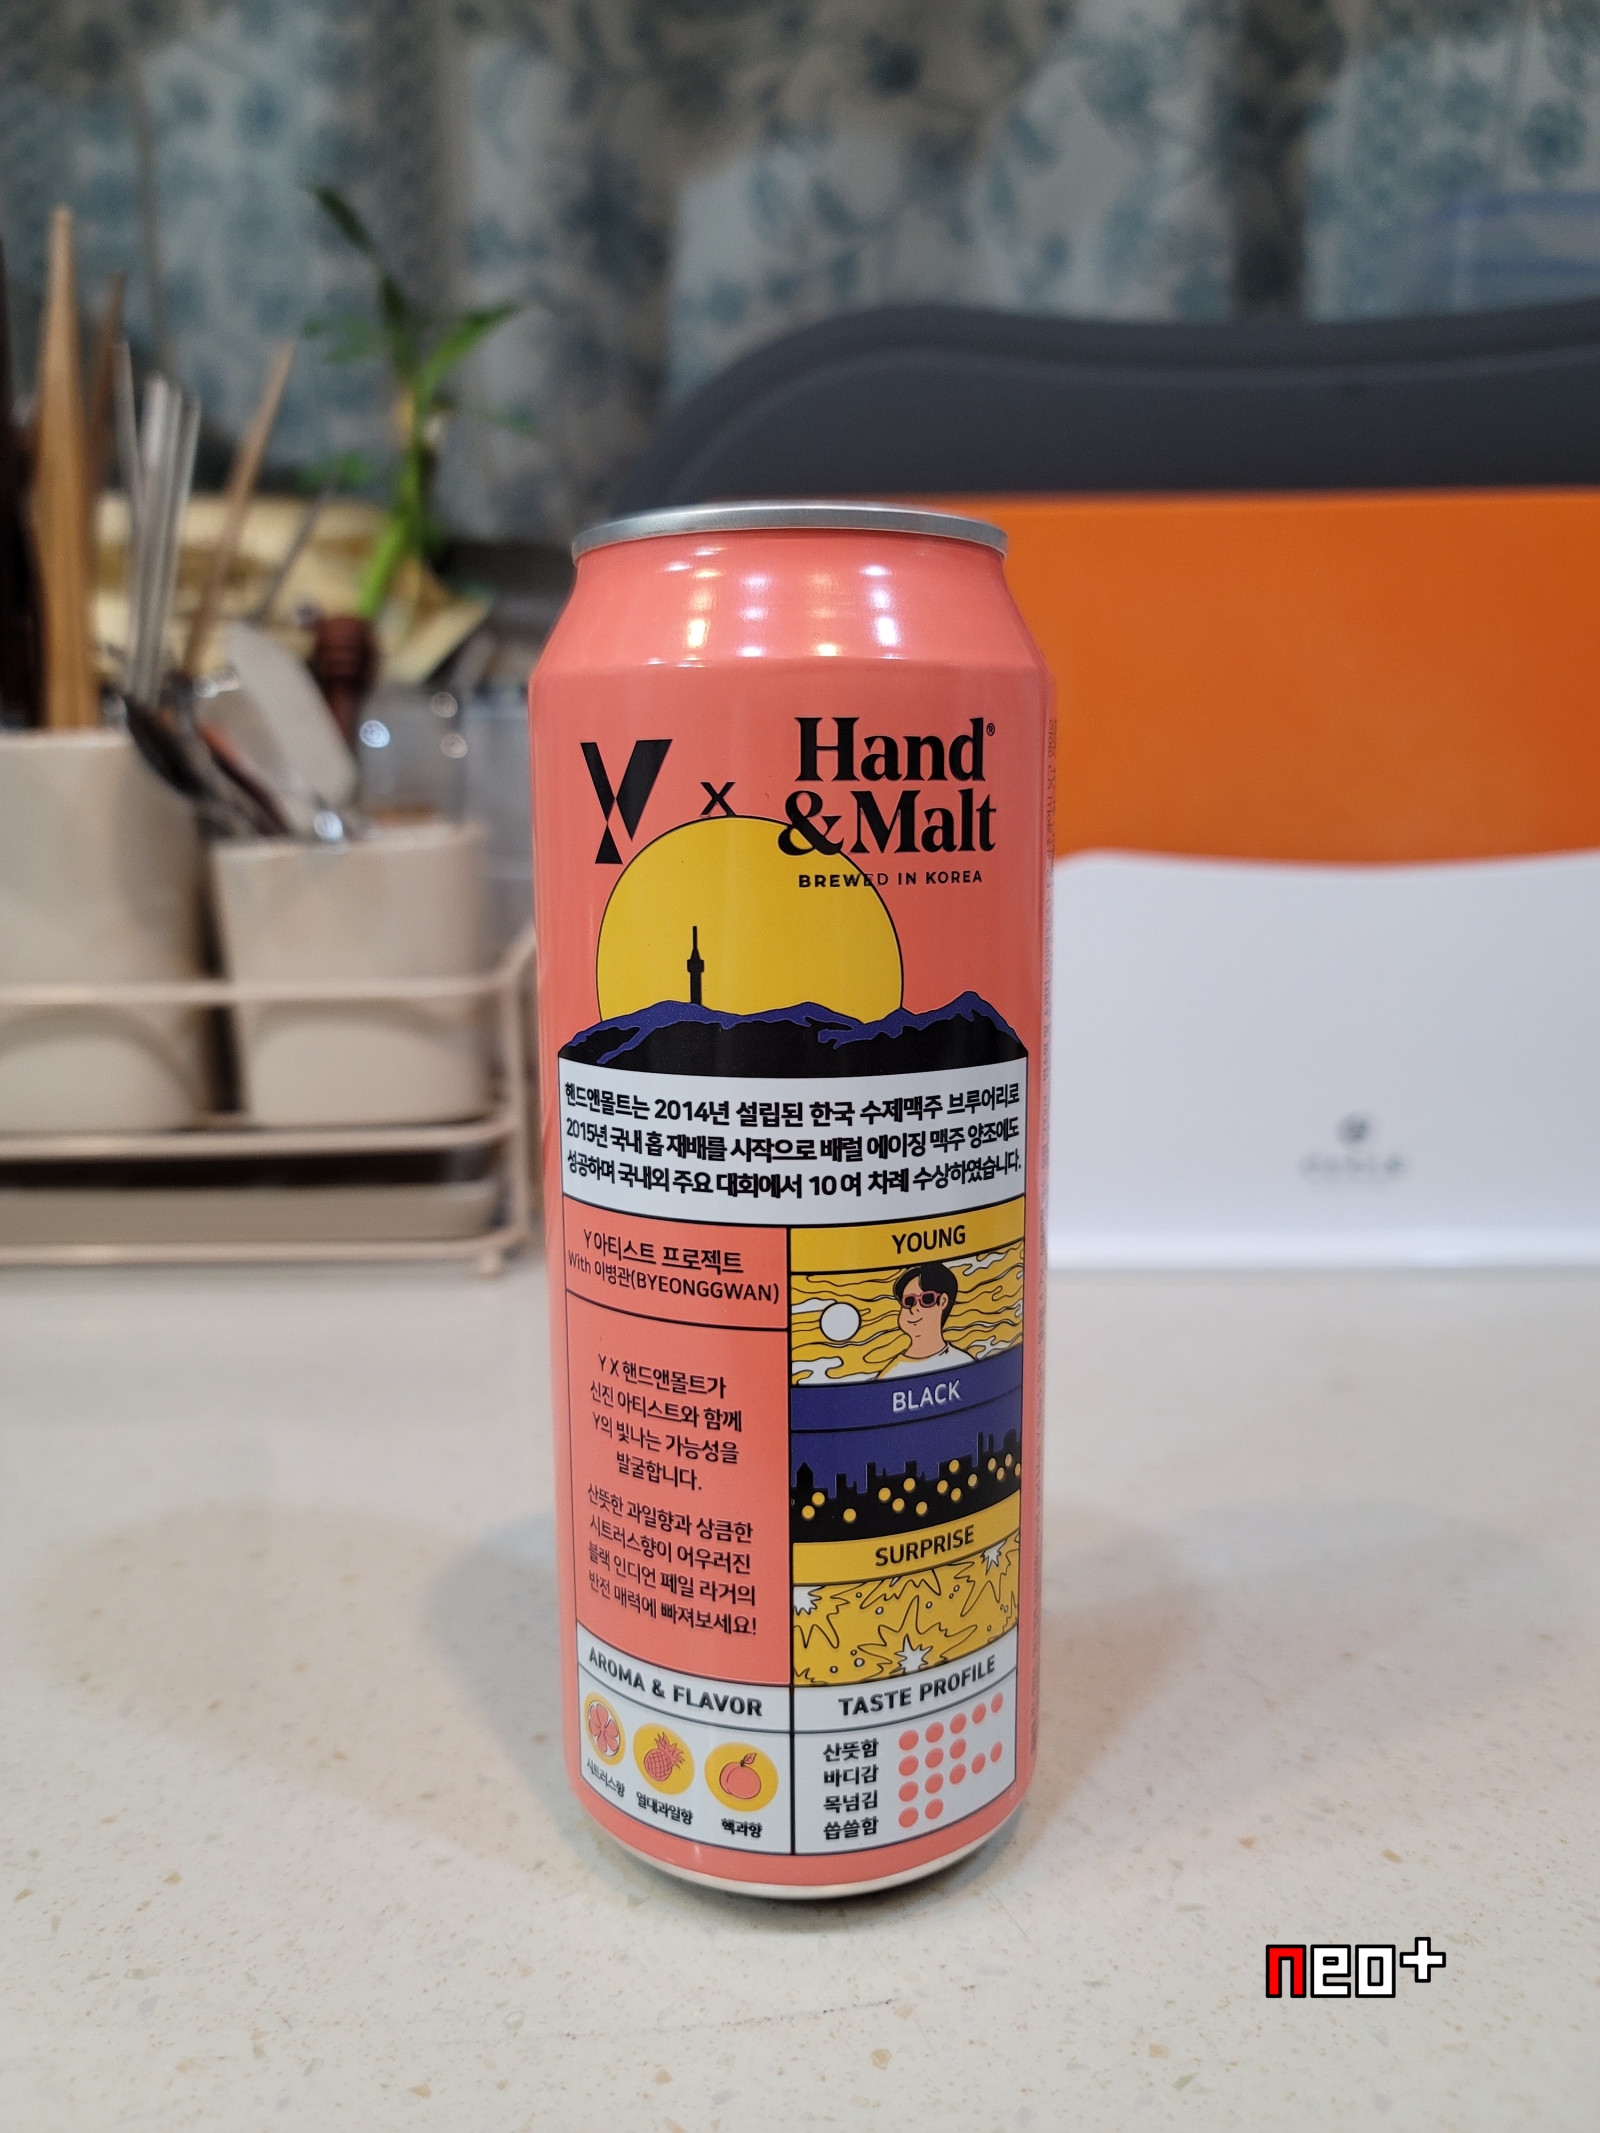 Y x Hand®
&Malt
BREWED IN KOREA
핸드앤몰트는 2014년 설립된 한국 수제맥주 브루어리로
2015년 국내 홉 재배를 시작으로 배럴 에이징 맥주 양조에도
성공하며 국내외 주요 대회에서 10여 차례 수상하였습니다.
Y아티스트 프로젝트
With 이병관(BYEONGGWAN)
Y X 핸드앤몰트가
신진 아티스트와 함께
Y의 빛나는 가능성을
발굴합니다.
산뜻한 과일향과 상큼한
시트러스향이 어우러진
블랙 인디언 페일 라거의
반전 매력에 빠져보세요!
YOUNG
BLACK
SURPRISE
AROMA & FLAVOR
시트러스향
열대과일향
핵과향
TASTE PROFILE
산뜻함
바디감
목넘김
씁쓸함
neo+